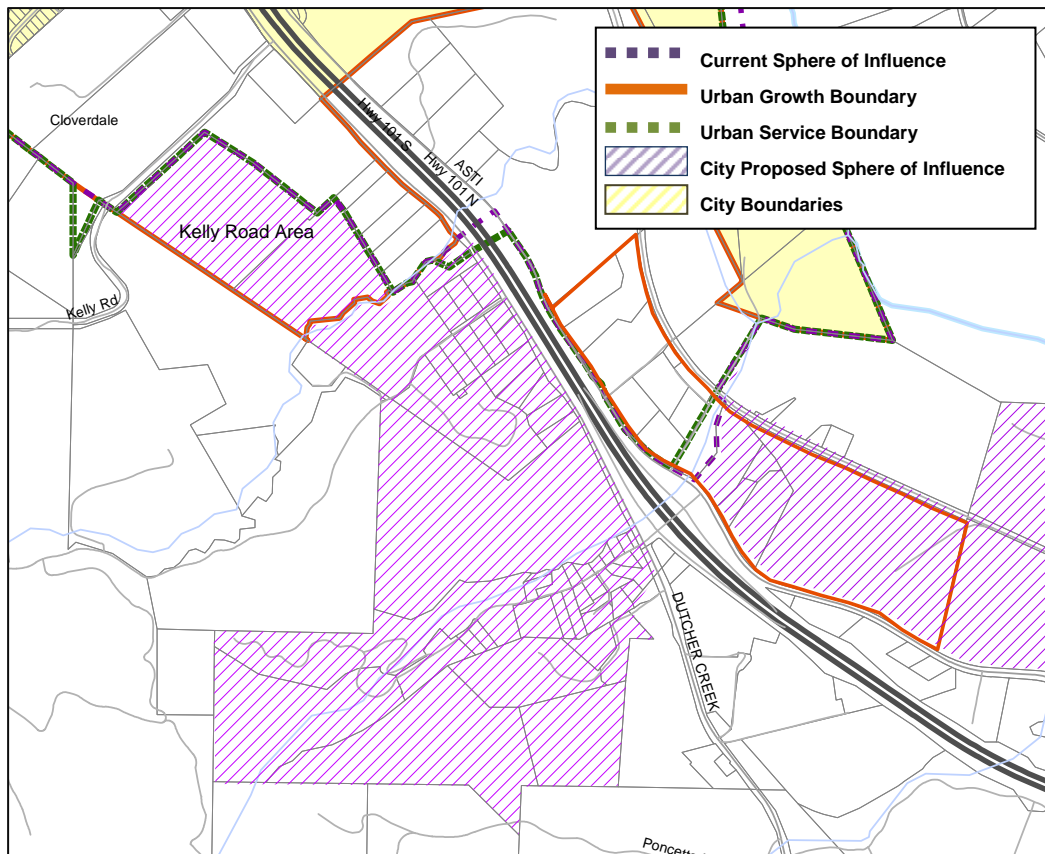 Current Sphere of Influence
Urban Growth Boundary
Urban Service Boundary
City Proposed Sphere of Influence
City Boundaries
Cloverdale
Hwy 101 S
ASTI
Hwy 101 N
Kelly Road Area
Kelly Rd
DUTCHER CREEK